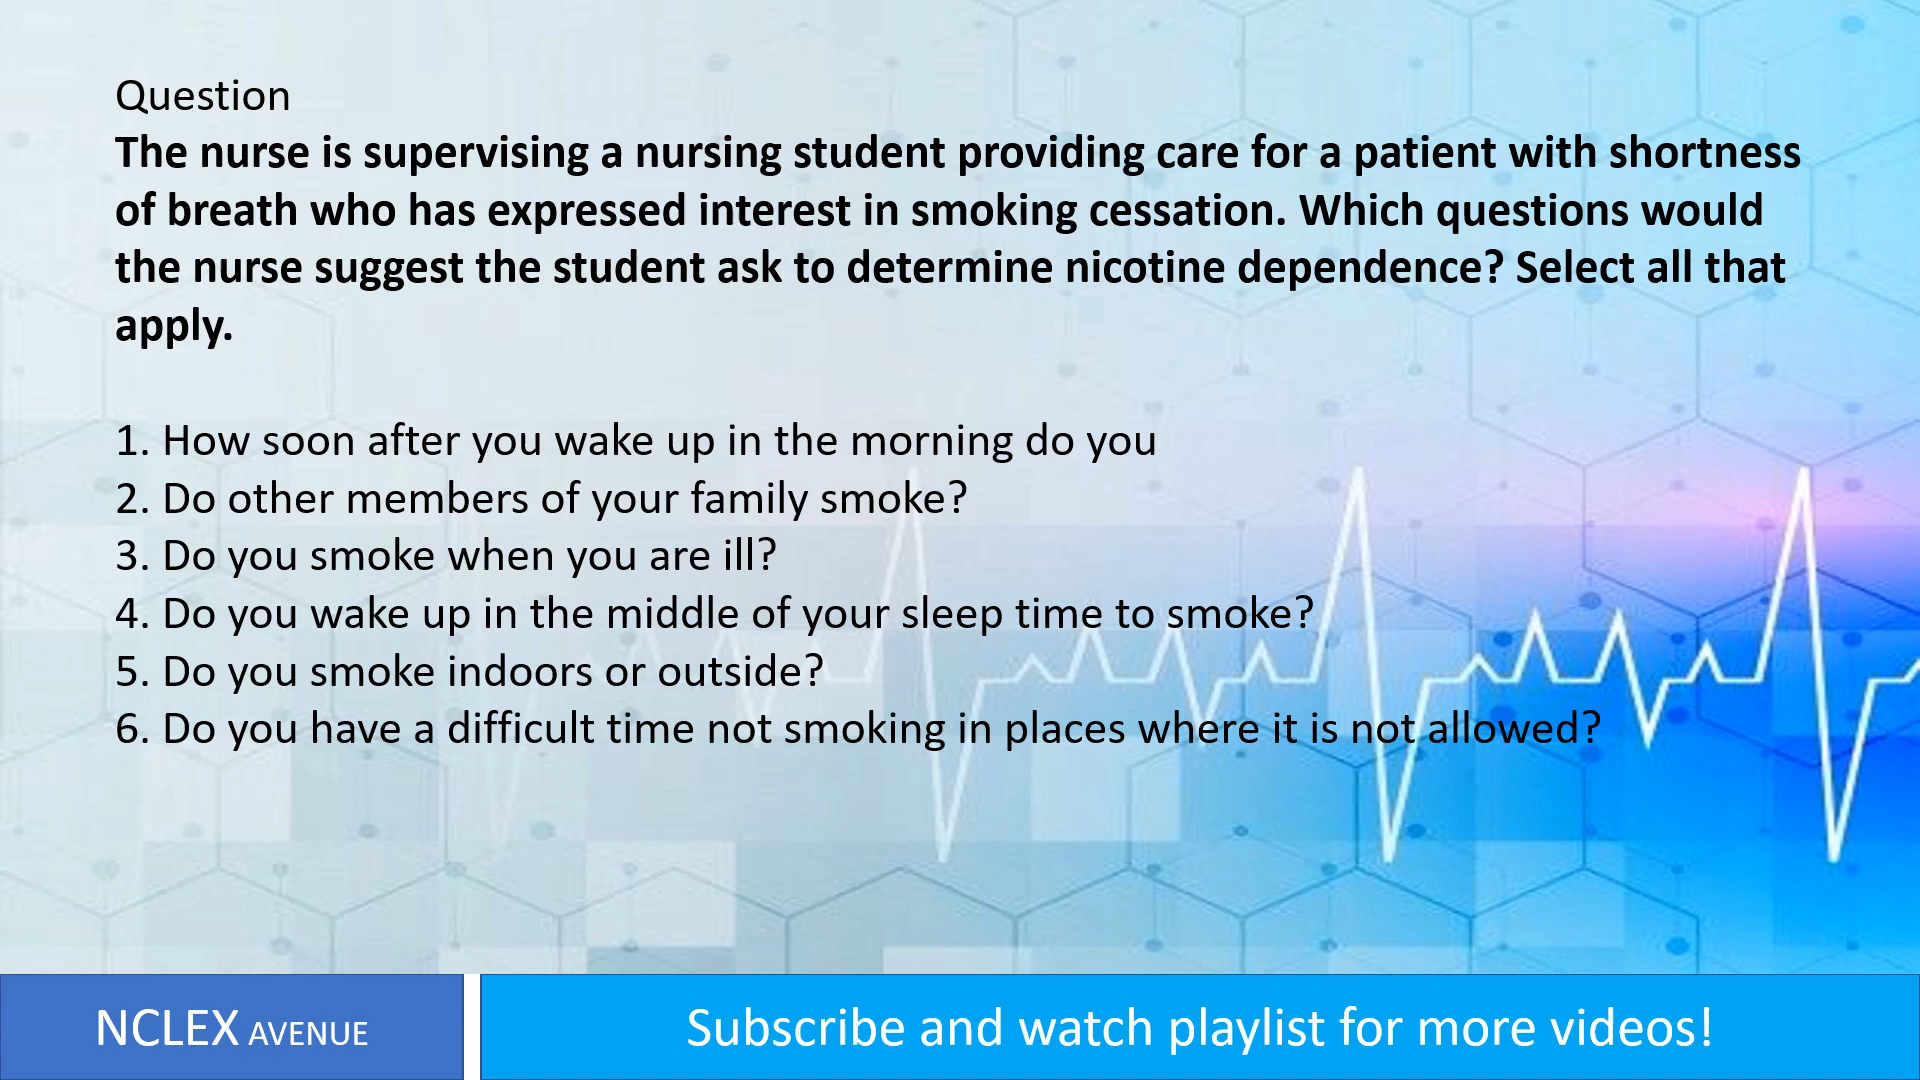 Question
The nurse is supervising a nursing student providing care for a patient with shortness
of breath who has expressed interest in smoking cessation. Which questions would
the nurse suggest the student ask to determine nicotine dependence? Select all that
apply.
1. How soon after you wake up in the morning do you
2. Do other members of your family smoke?
3. Do you smoke when you are ill?
4. Do you wake up in the middle of your sleep time to smoke?
5. Do you smoke indoors or outside?
6. Do you have a difficult time not smoking in places where it is not allowed?
NCLEX AVENUE
Subscribe and watch playlist for more videos!